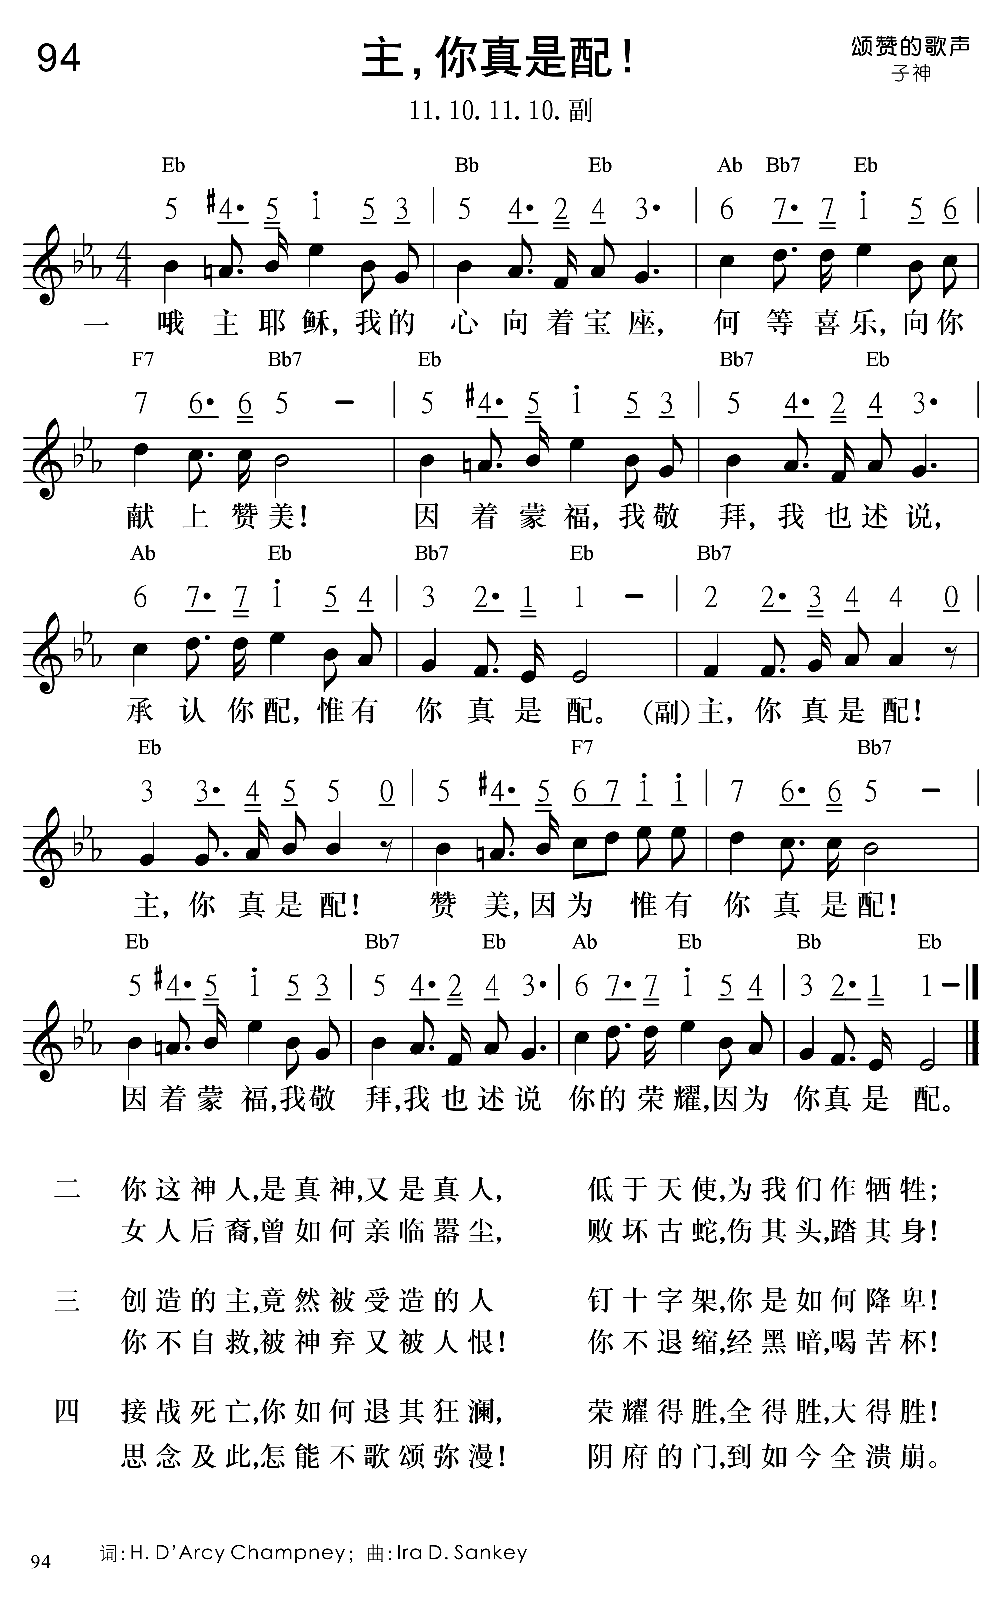 94
主，你真是配！
颂赞的歌声
子神
11. 10. 11. 10. 副
Eb Bb Eb Ab Bb7 Eb
5 #4· 5 i 5 3 | 5 4· 2 4 3· | 6 7· 7 i 5 6 |
一 哦 主 耶 稣, 我 的 心 向 着 宝 座, 何 等 喜 乐, 向 你
F7 Bb7 Eb Bb7 Eb
7 6· 6 5 – | 5 #4· 5 i 5 3 | 5 4· 2 4 3· |
献 上 赞 美! 因 着 蒙 福, 我 敬 拜, 我 也 述 说,
Ab Eb Bb7 Eb Bb7
6 7· 7 i 5 4 | 3 2· 1 1 – | 2 2· 3 4 4 0 |
承 认 你 配, 惟 有 你 真 是 配。 (副) 主, 你 真 是 配!
Eb F7 Bb7
3 3· 4 5 5 0 | 5 #4· 5 6 7 i i | 7 6· 6 5 – |
主, 你 真 是 配! 赞 美, 因 为 惟 有 你 真 是 配!
Eb Bb7 Eb Ab Eb Bb Eb
5 #4· 5 i 5 3 | 5 4· 2 4 3· | 6 7· 7 i 5 4 | 3 2· 1 1 –
因 着 蒙 福, 我 敬 拜, 我 也 述 说 你 的 荣 耀, 因 为 你 真 是 配。
二 你这神人,是真神,又是真人, 低于天使,为我们作牺牲;
女人后裔,曾如何亲临嚣尘, 败坏古蛇,伤其头,踏其身!
三 创造的主,竟然被受造的人 钉十字架,你是如何降卑!
你不自救,被神弃又被人恨! 你不退缩,经黑暗,喝苦杯!
四 接战死亡,你如何退其狂澜, 荣耀得胜,全得胜,大得胜!
思念及此,怎能不歌颂弥漫! 阴府的门,到如今全溃崩。
94 词: H. D'Arcy Champney; 曲: Ira D. Sankey